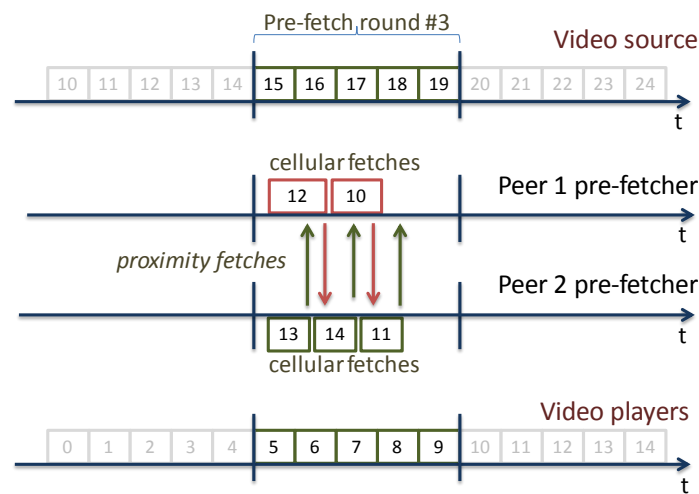 Pre-fetch round #3
Video source
10 11 12 13 14 15 16 17 18 19 20 21 22 23 24
t
cellular fetches
Peer 1 pre-fetcher
12 10
t
proximity fetches
Peer 2 pre-fetcher
13 14 11
t
cellular fetches
Video players
0 1 2 3 4 5 6 7 8 9 10 11 12 13 14
t